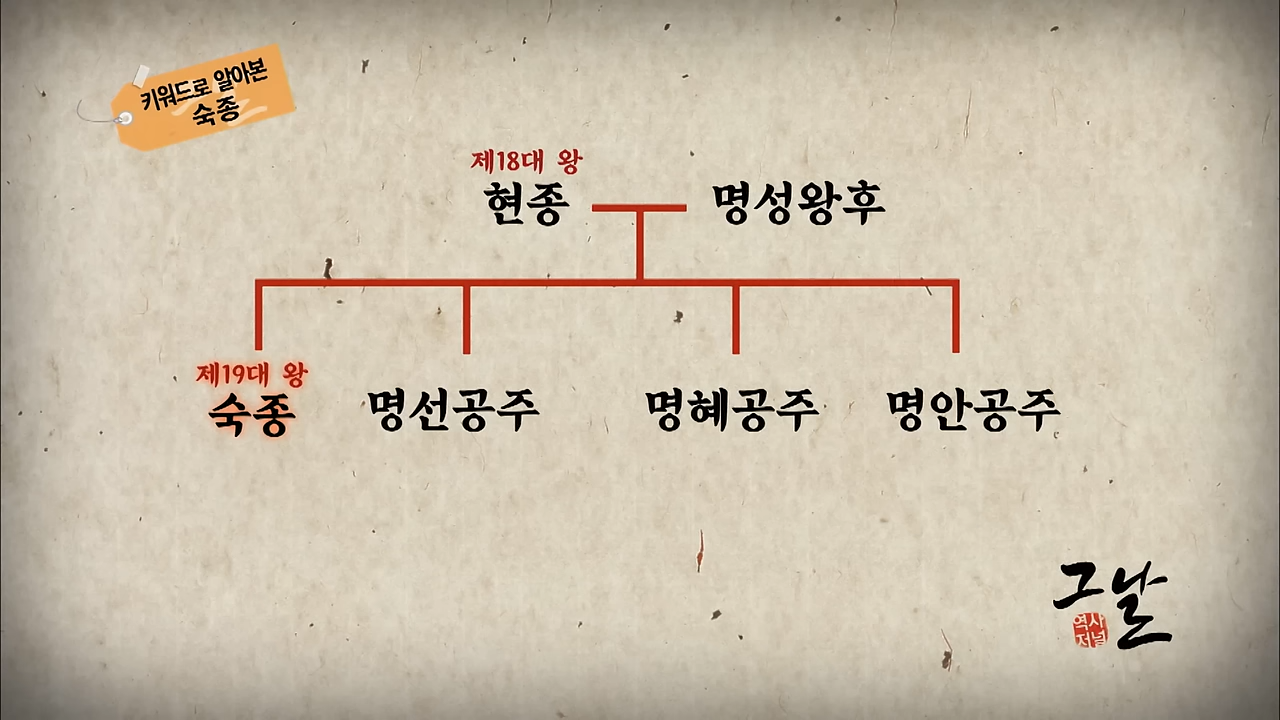 키워드로 알아본
숙종
제18대 왕
현종
명성왕후
제19대 왕
숙종
명선공주
명혜공주
명안공주
그날
역사
저널